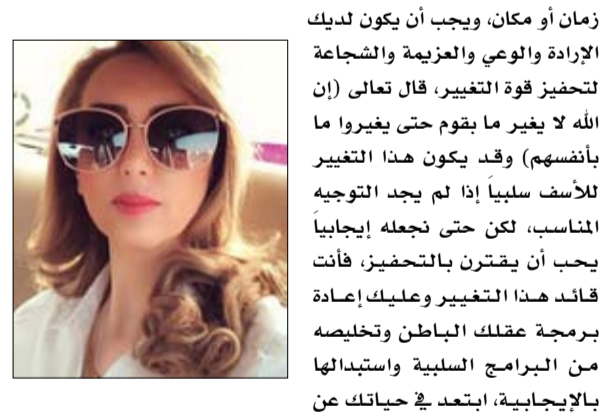 زمان أو مكان، ويجب أن يكون لديك
الإرادة والوعي والعزيمة والشجاعة
لتحفيز قوة التغيير، قال تعالى (إن
الله لا يغير ما بقوم حتى يغيروا ما
بأنفسهم) وقد يكون هذا التغيير
للأسف سلبياً إذا لم يجد التوجيه
المناسب، لكن حتى نجعله إيجابياً
يحب أن يقترن بالتحفيز، فأنت
قائد هذا التغيير وعليك إعادة
برمجة عقلك الباطن وتخليصه
من البرامج السلبية واستبدالها
بالإيجابية، ابتعد في حياتك عن